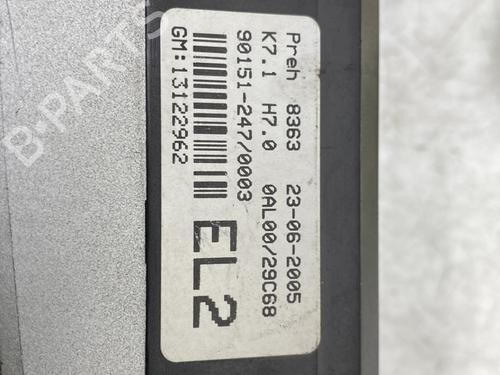 Preh 8363 23-06-2005
K7.1 H7.0 0AL00/29C68
90151-247/0003
GM:13122962
EL2
B-PARTS